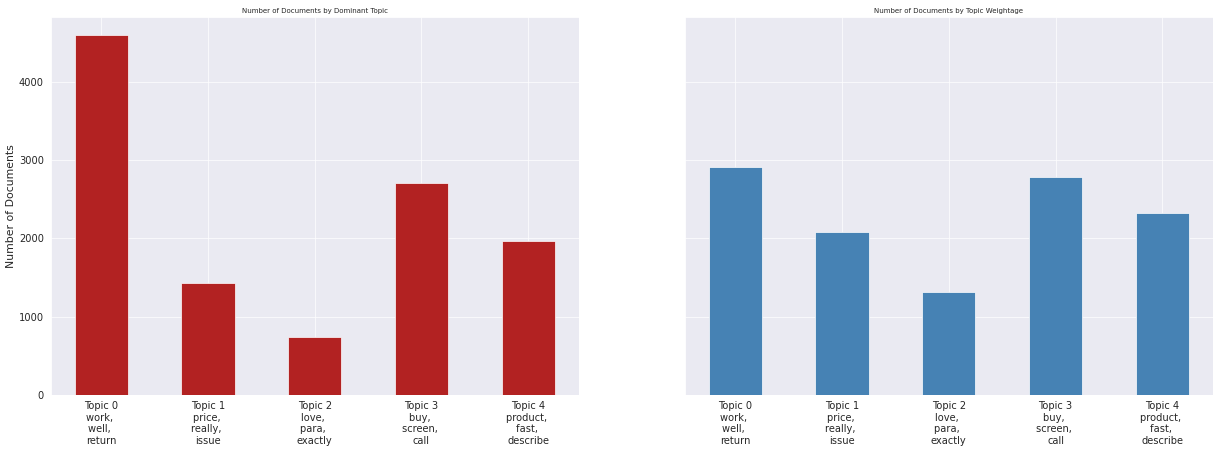 Number of Documents by Dominant Topic
Number of Documents
4000
3000
2000
1000
0
Topic 0
work,
well,
return
Topic 1
price,
really,
issue
Topic 2
love,
para,
exactly
Topic 3
buy,
screen,
call
Topic 4
product,
fast,
describe
Number of Documents by Topic Weightage
Topic 0
work,
well,
return
Topic 1
price,
really,
issue
Topic 2
love,
para,
exactly
Topic 3
buy,
screen,
call
Topic 4
product,
fast,
describe